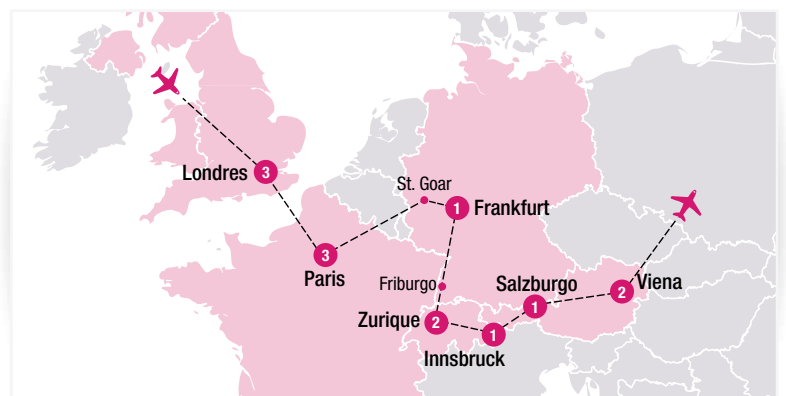 Londres 3
3
Paris
St. Goar
1 Frankfurt
Friburgo
Zurique 2
1
Innsbruck
Salzburgo
1
2 Viena